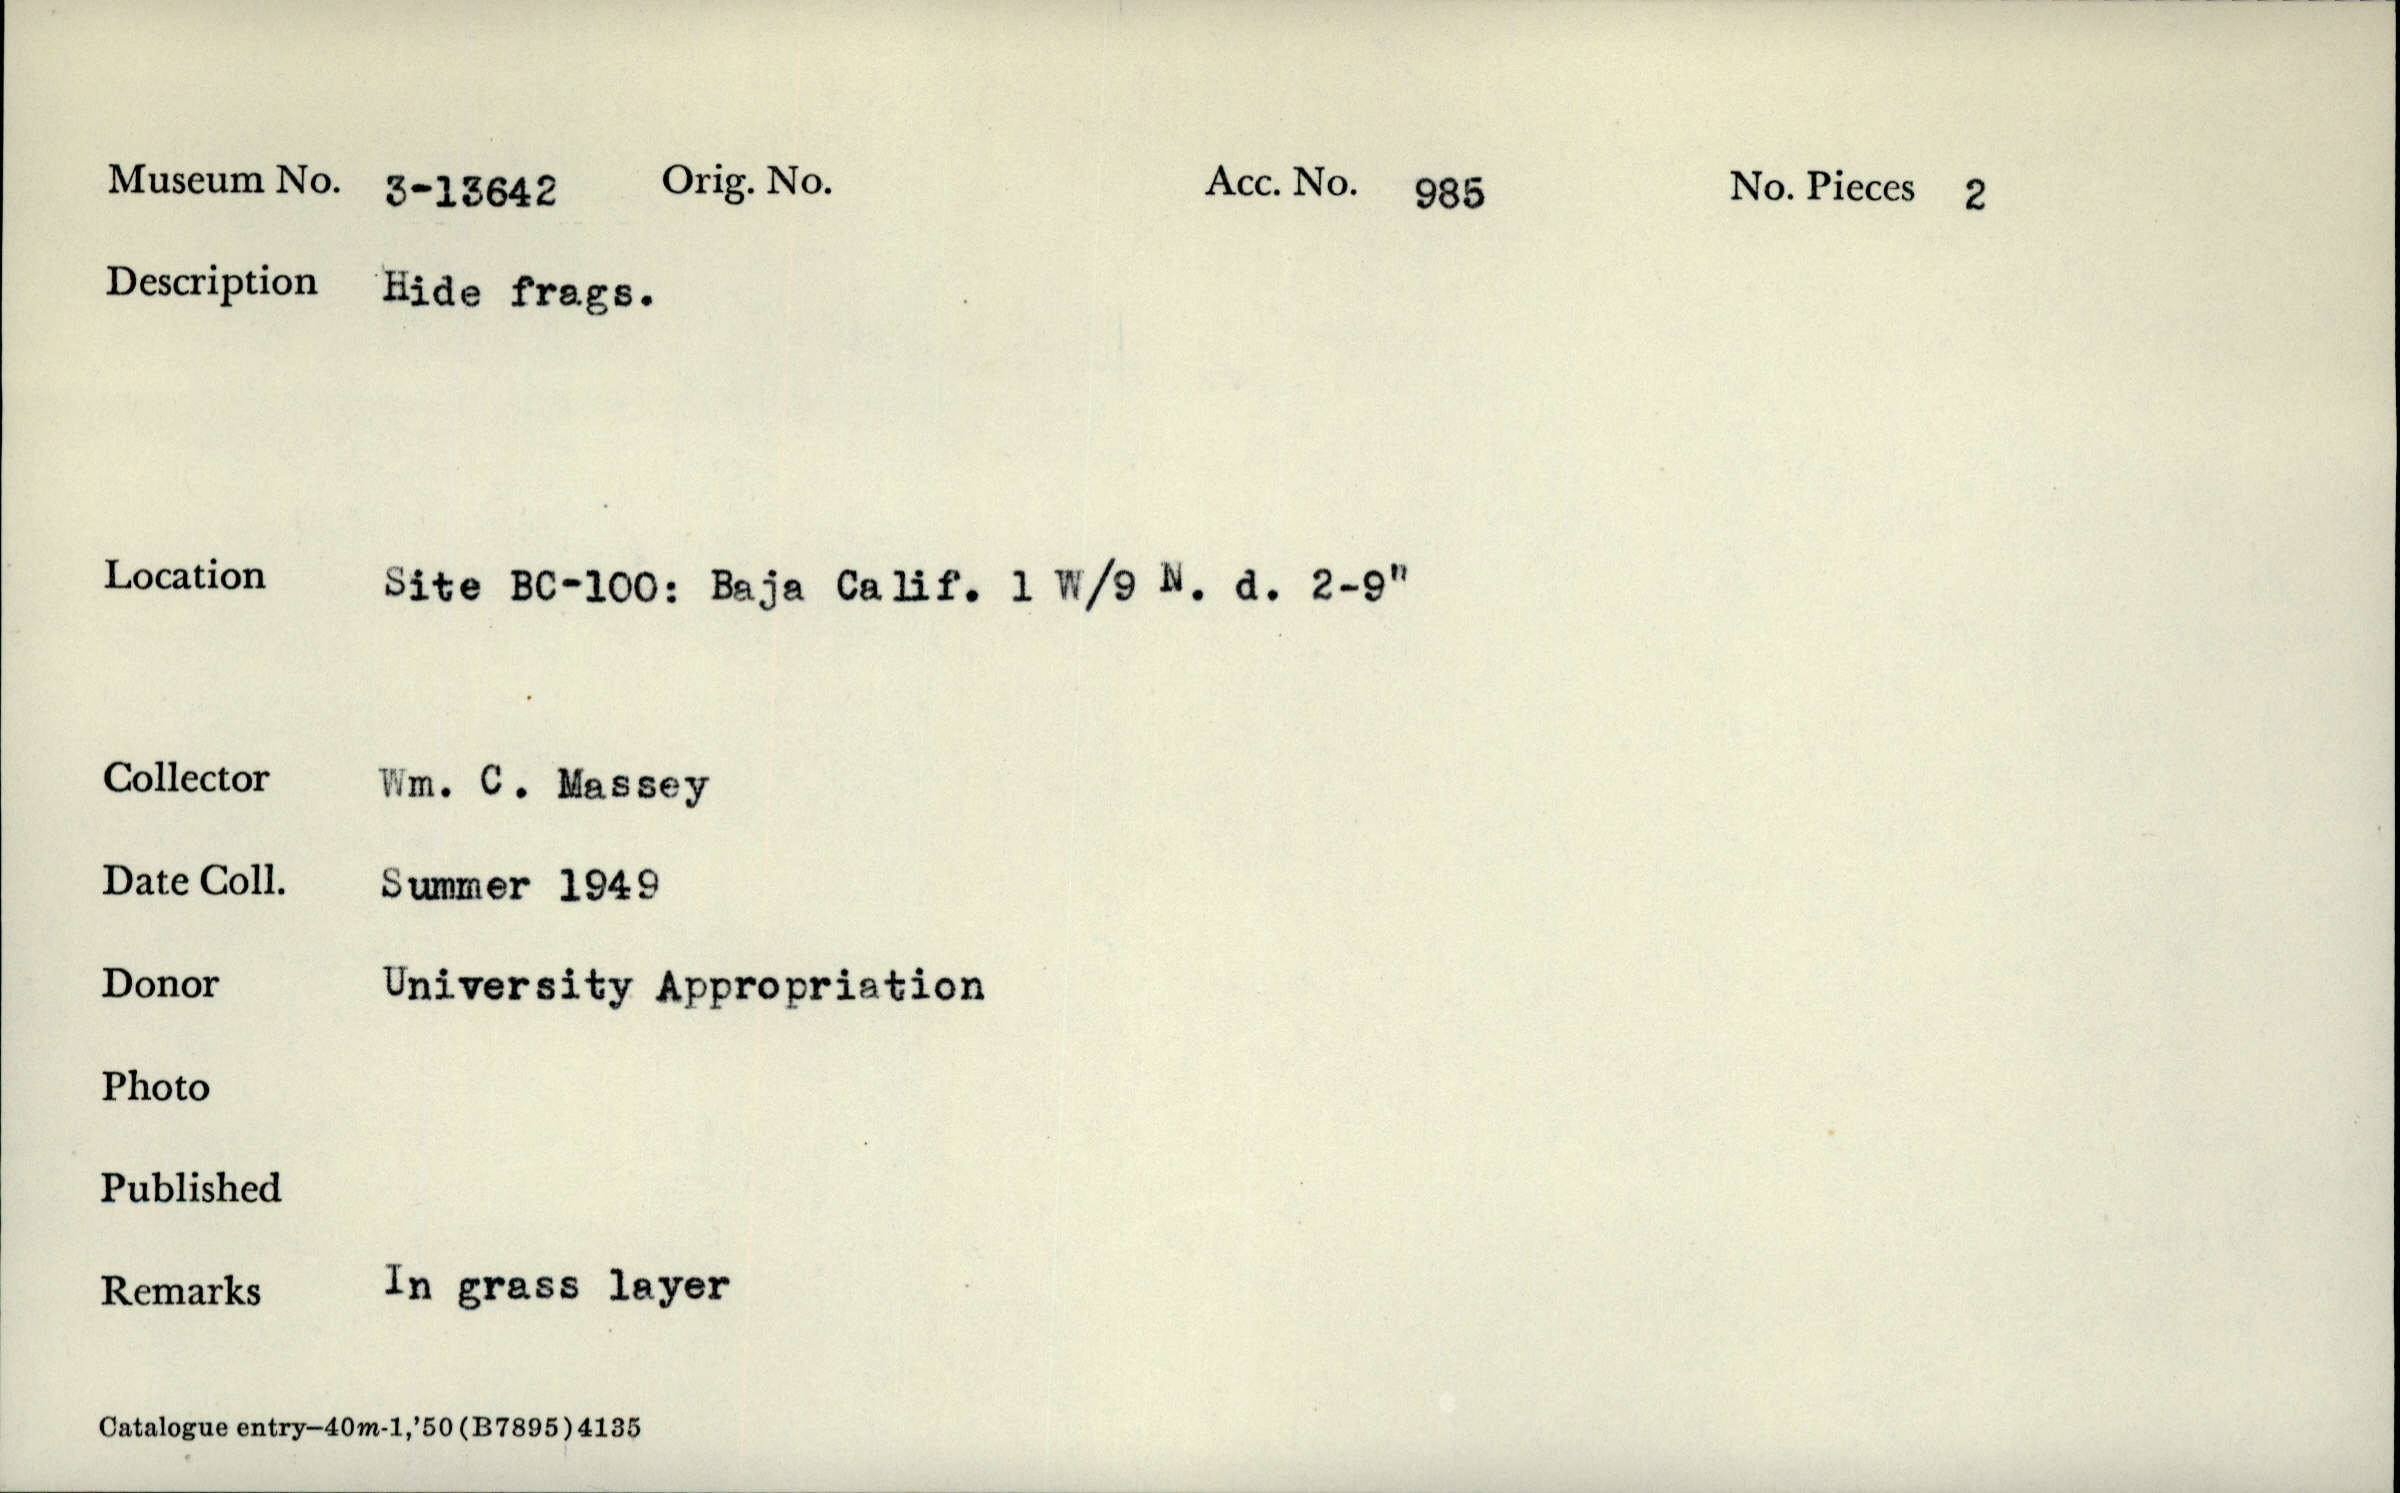 Museum No. 3-13642 Orig. No. Acc. No. 985 No. Pieces 2
Description Hide frags.
Location Site BC-100: Baja Calif. 1 W/9 N. d. 2-9"
Collector Wm. C. Massey
Date Coll. Summer 1949
Donor University Appropriation
Photo
Published
Remarks In grass layer
Catalogue entry—40m-1,'50(B7895)4135